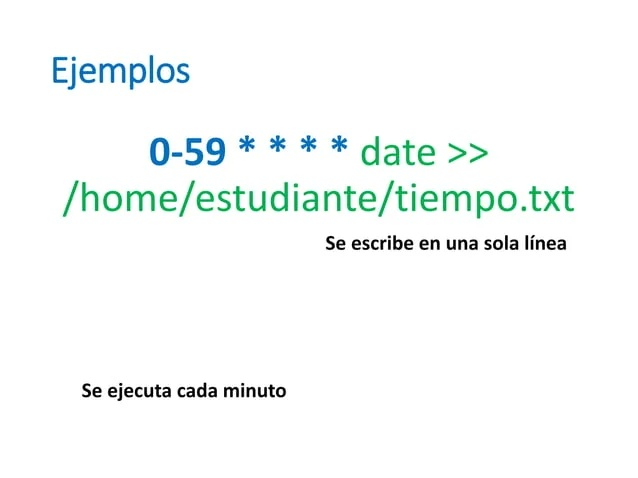 Ejemplos
0-59 * * * * date >>
/home/estudiante/tiempo.txt
Se escribe en una sola línea
Se ejecuta cada minuto